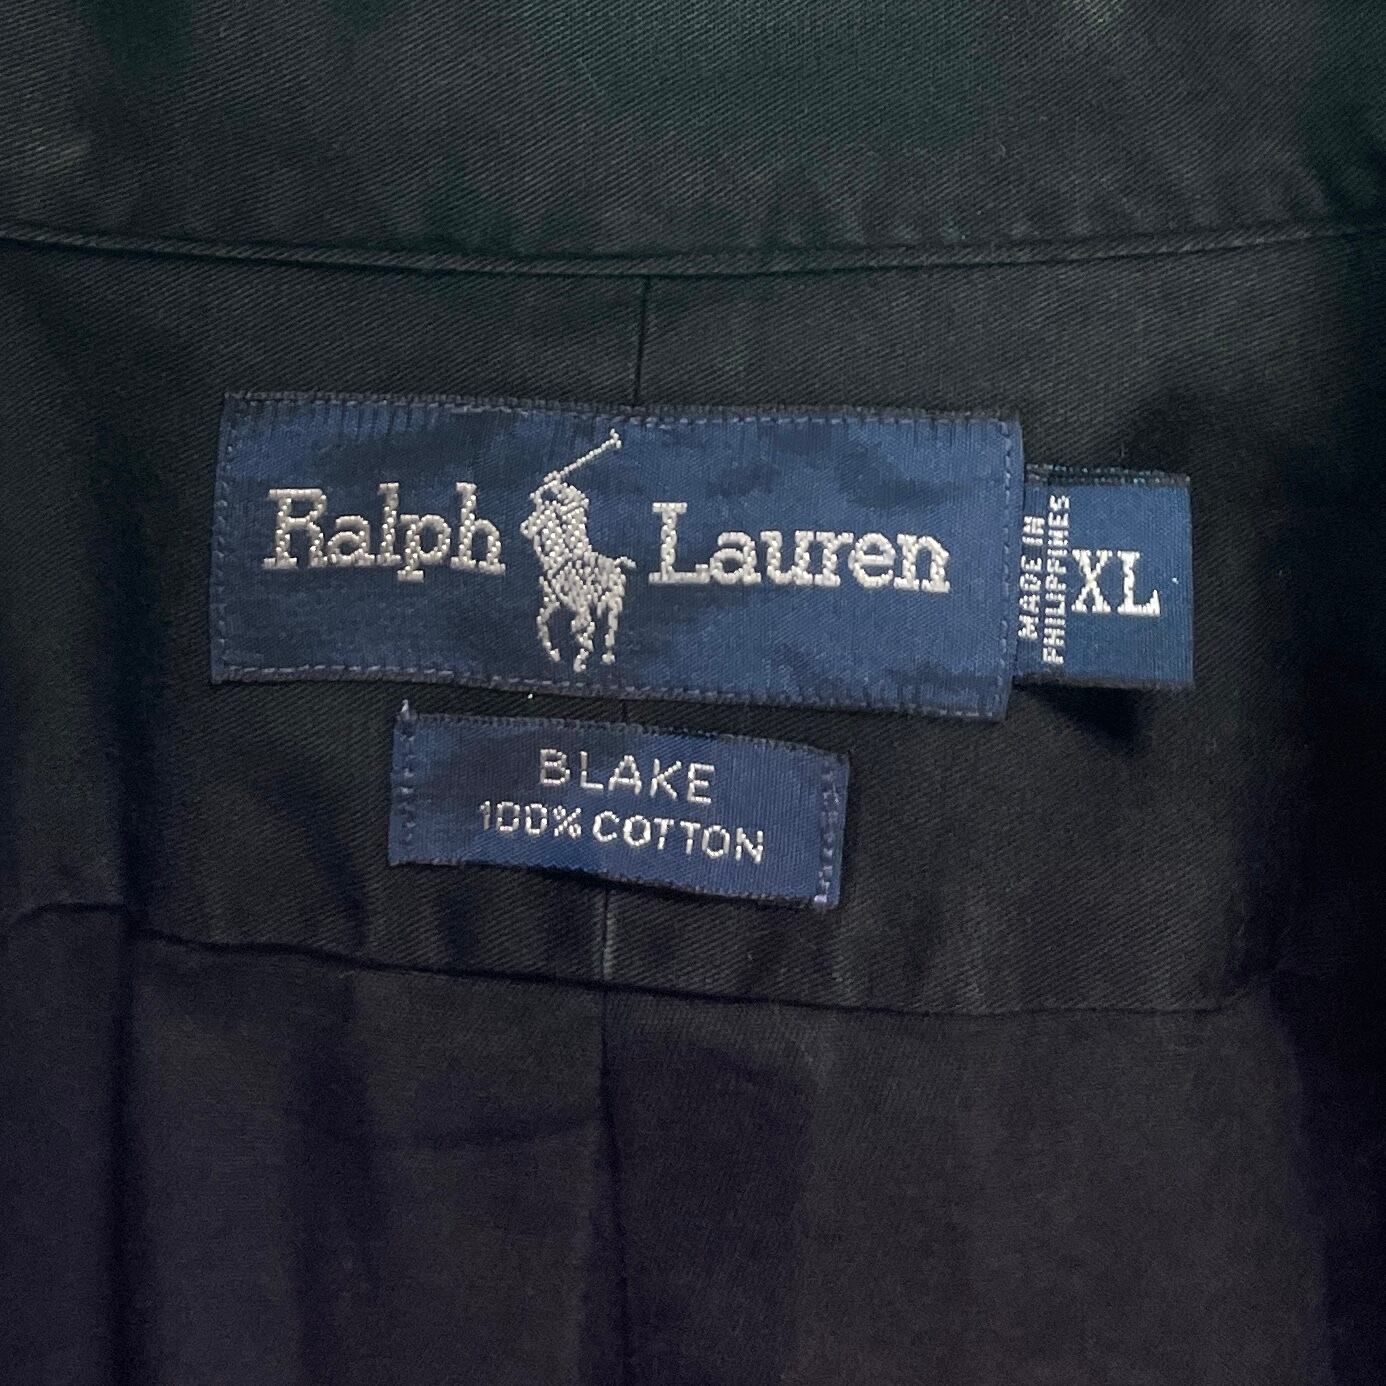 Ralph Lauren
MADE IN
PHILIPPINES
XL
BLAKE
100% COTTON